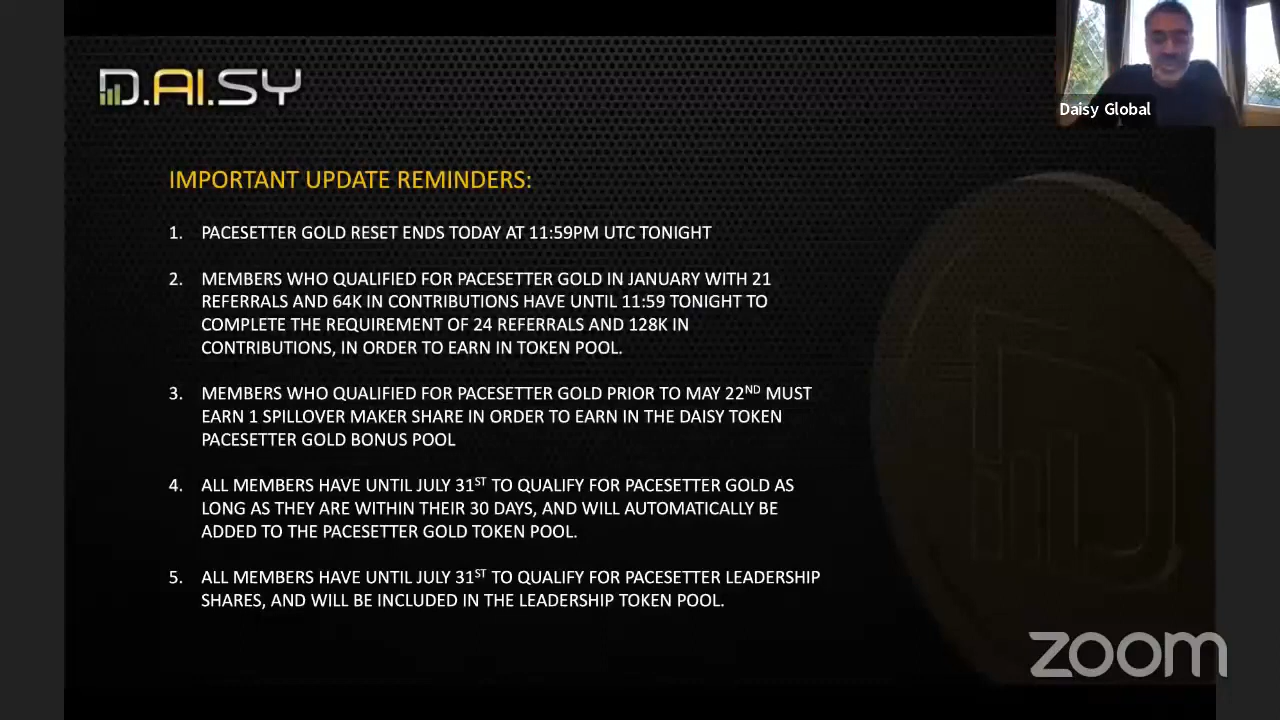 D.AI.SY
Daisy Global
IMPORTANT UPDATE REMINDERS:
1. PACESETTER GOLD RESET ENDS TODAY AT 11:59PM UTC TONIGHT
2. MEMBERS WHO QUALIFIED FOR PACESETTER GOLD IN JANUARY WITH 21
REFERRALS AND 64K IN CONTRIBUTIONS HAVE UNTIL 11:59 TONIGHT TO
COMPLETE THE REQUIREMENT OF 24 REFERRALS AND 128K IN
CONTRIBUTIONS, IN ORDER TO EARN IN TOKEN POOL.
3. MEMBERS WHO QUALIFIED FOR PACESETTER GOLD PRIOR TO MAY 22ND MUST
EARN 1 SPILLOVER MAKER SHARE IN ORDER TO EARN IN THE DAISY TOKEN
PACESETTER GOLD BONUS POOL
4. ALL MEMBERS HAVE UNTIL JULY 31ST TO QUALIFY FOR PACESETTER GOLD AS
LONG AS THEY ARE WITHIN THEIR 30 DAYS, AND WILL AUTOMATICALLY BE
ADDED TO THE PACESETTER GOLD TOKEN POOL.
5. ALL MEMBERS HAVE UNTIL JULY 31ST TO QUALIFY FOR PACESETTER LEADERSHIP
SHARES, AND WILL BE INCLUDED IN THE LEADERSHIP TOKEN POOL.
zoom